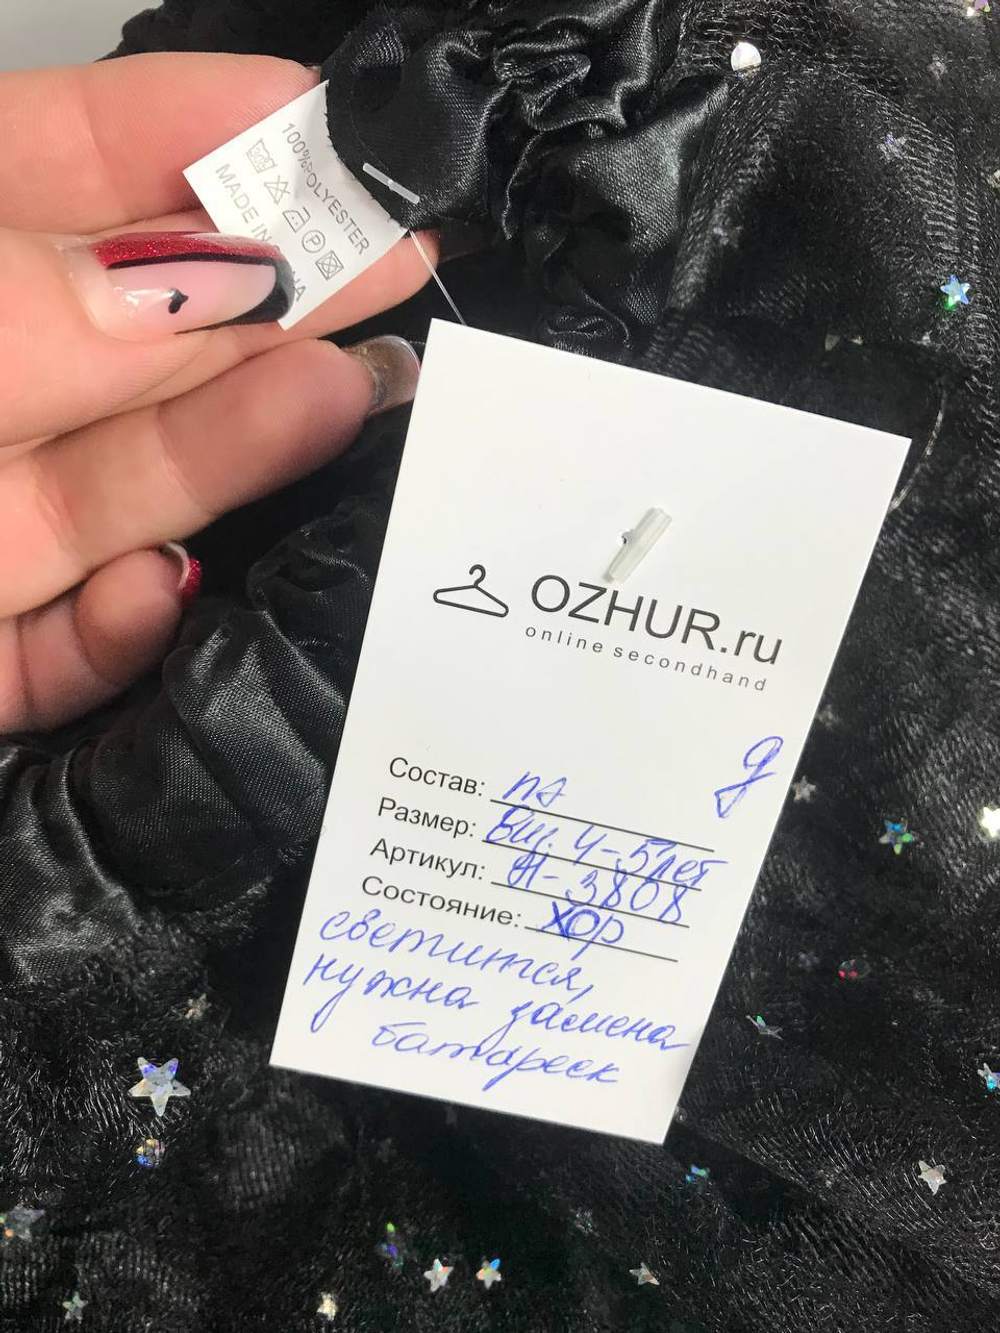 100%POLYESTER
MADE IN
OZHUR.ru
online secondhand
Состав: пэ
Размер: 4-5лет
Артикул: 3808
Состояние: хор
светится,
нужна замена
батареек